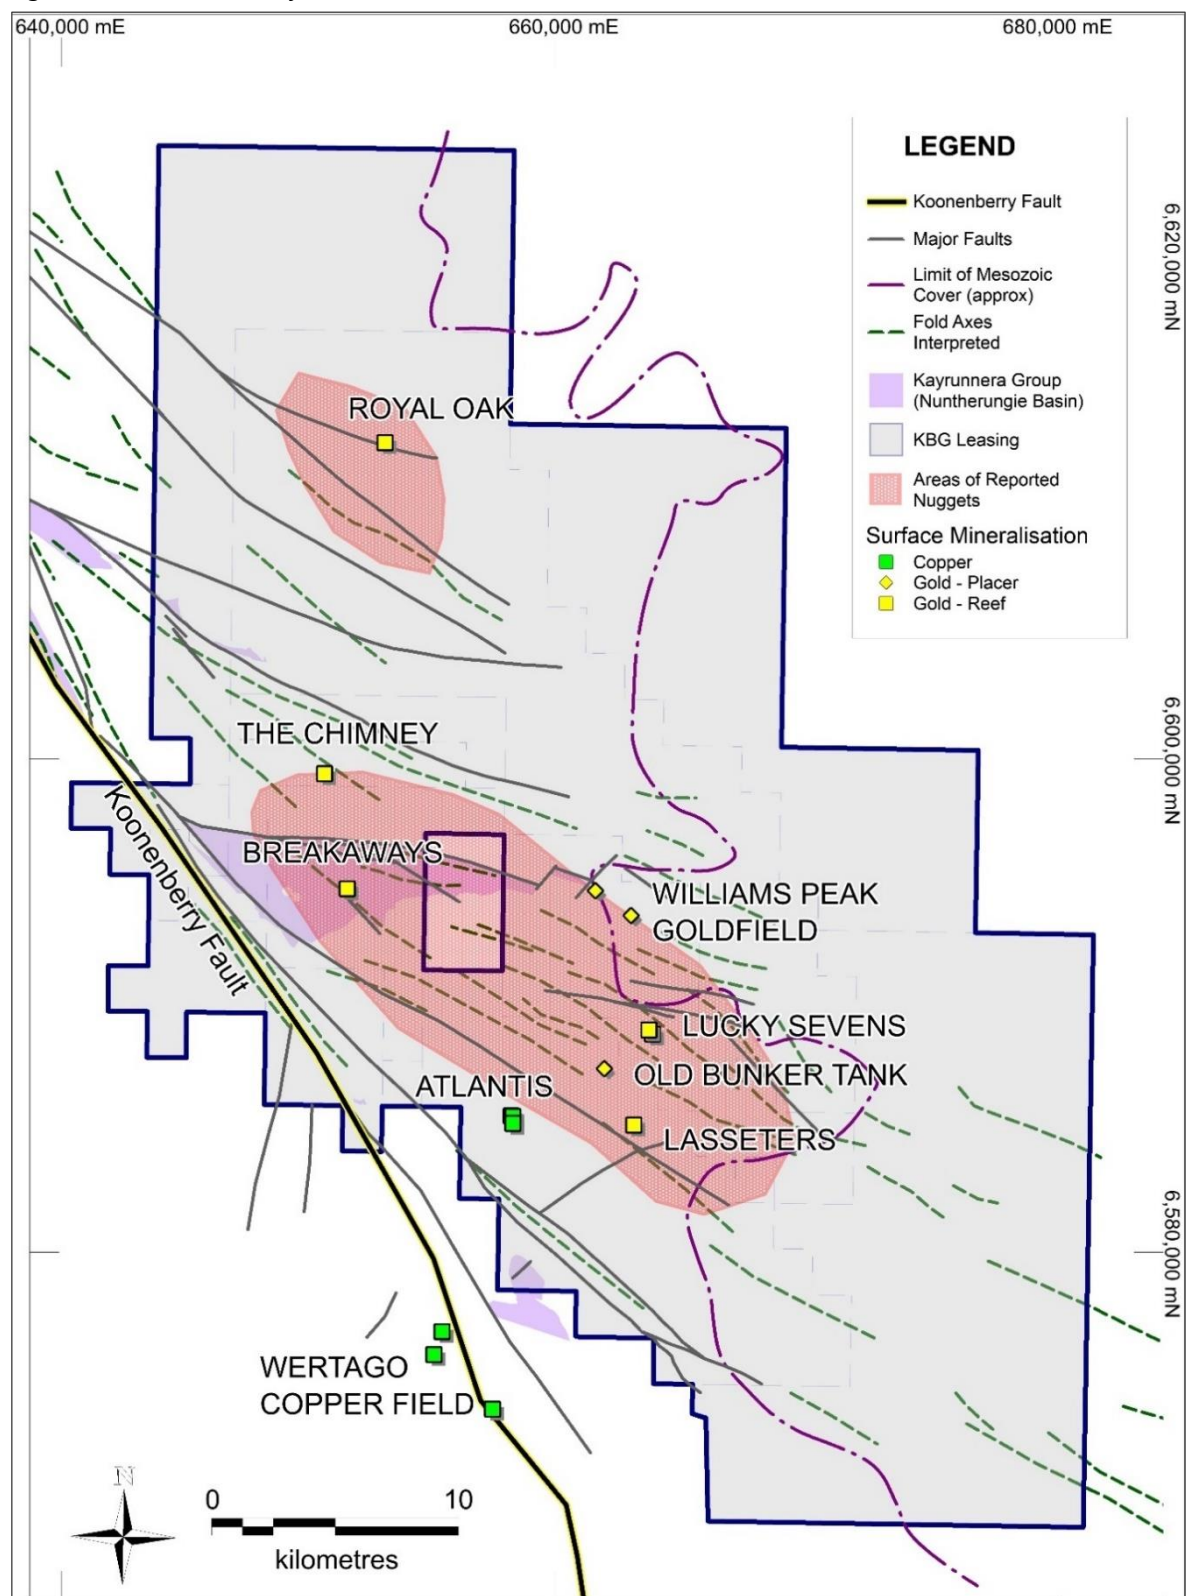 640,000 mE
660,000 mE
680,000 mE
LEGEND
Koonenberry Fault
Major Faults
Limit of Mesozoic
Cover (approx)
Fold Axes
Interpreted
Kayrunnera Group
(Nuntherungie Basin)
KBG Leasing
Areas of Reported
Nuggets
Surface Mineralisation
Copper
Gold - Placer
Gold - Reef
6,620,000 mN
ROYAL OAK
THE CHIMNEY
6,600,000 mN
Koonenberry Fault
BREAKAWAYS
WILLIAMS PEAK
GOLDFIELD
LUCKY SEVENS
OLD BUNKER TANK
ATLANTIS
LASSETERS
6,580,000 mN
WERTAGO
COPPER FIELD
N
0
10
kilometres